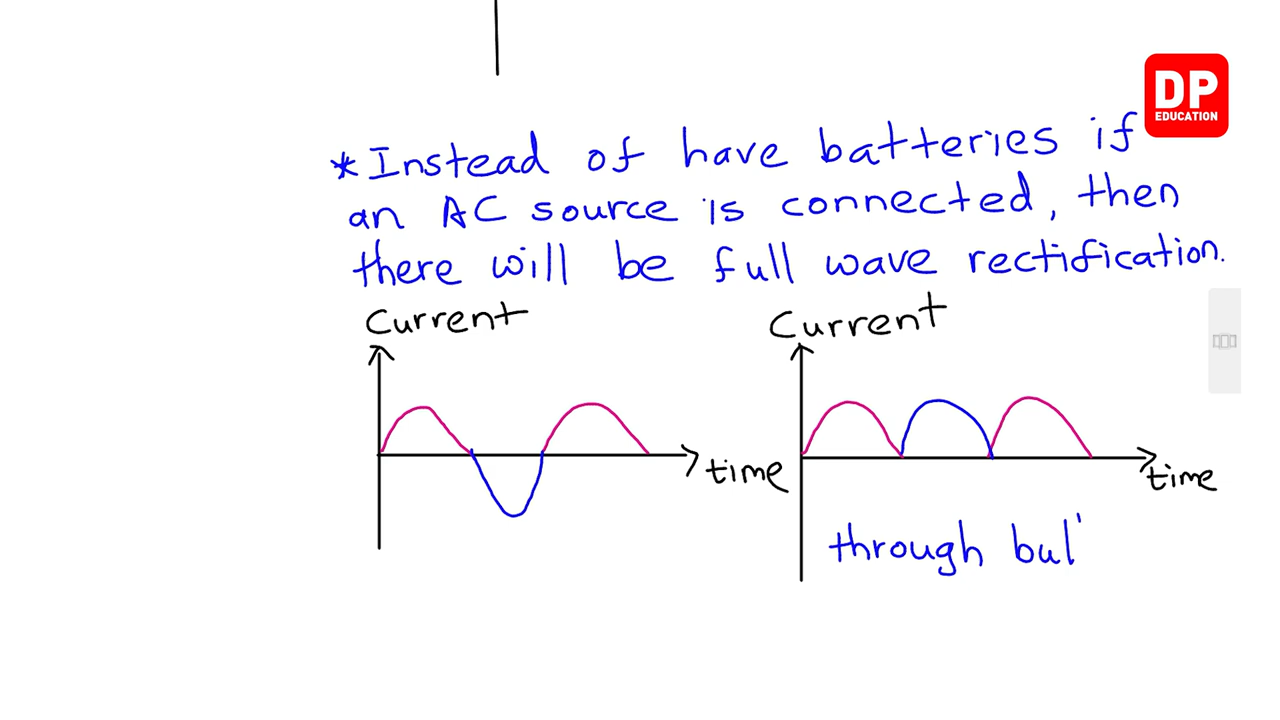 DP
EDUCATION
*Instead of have batteries if
an AC source is connected, then
there will be full wave rectification.
Current
Current
time
time
through bul